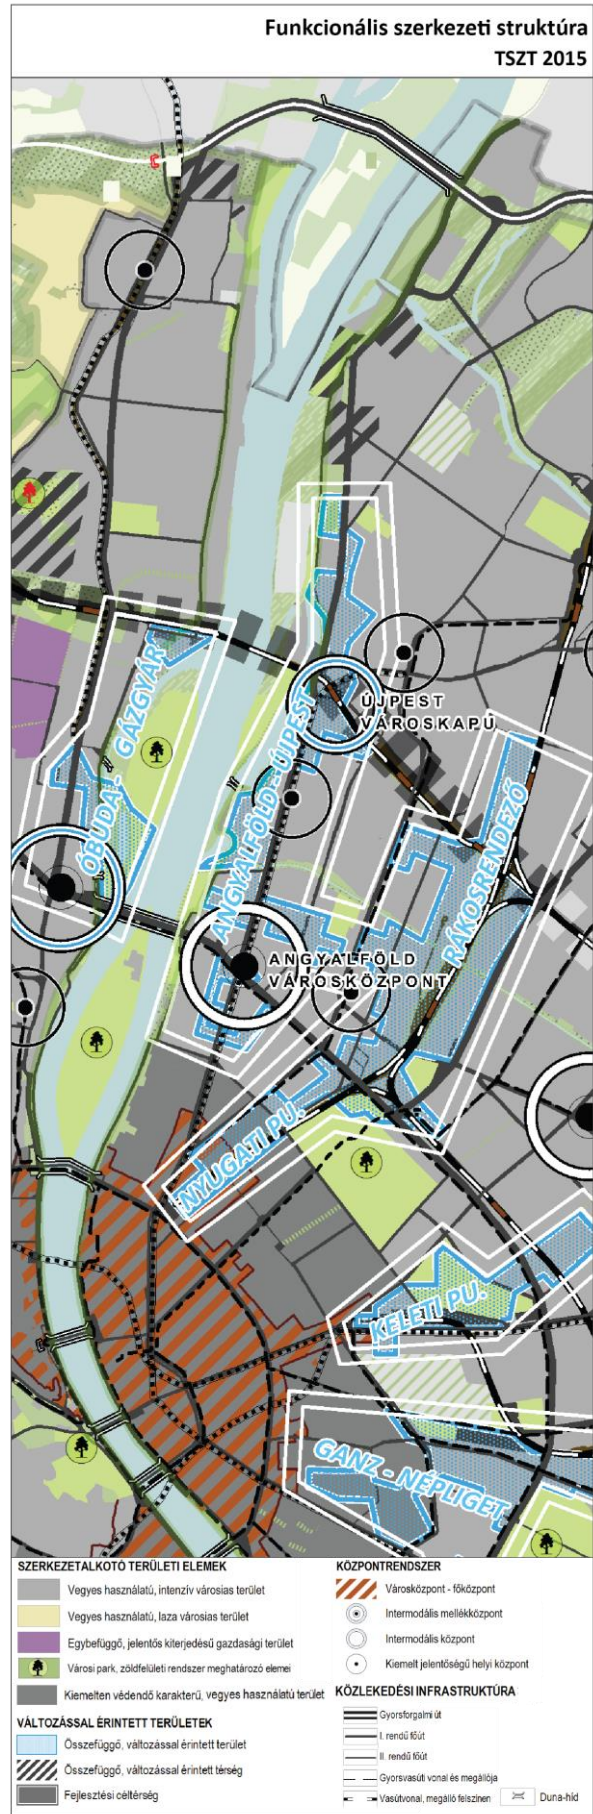 Funkcionális szerkezeti struktúra
TSZT 2015
ÓBUDA - GÁZGYÁR
ANGYALFÖLD - ÚJPEST
ÚJPEST
VÁROSKAPU
RÁKOSRENDEZŐ
ANGYALFÖLD
VÁROSKÖZPONT
NYUGATI PU.
KELETI PU.
GANZ - NÉPLIGET
SZERKEZETALKOTÓ TERÜLETI ELEMEK
Vegyes használatú, intenzív városias terület
Vegyes használatú, laza városias terület
Egybefüggő, jelentős kiterjedésű gazdasági terület
Városi park, zöldfelületi rendszer meghatározó elemei
Kiemelten védendő karakterű, vegyes használatú terület
VÁLTOZÁSSAL ÉRINTETT TERÜLETEK
Összefüggő, változással érintett terület
Összefüggő, változással érintett térség
Fejlesztési céltérség
KÖZPONTRENDSZER
Városközpont - főközpont
Intermodális mellékközpont
Intermodális központ
Kiemelt jelentőségű helyi központ
KÖZLEKEDÉSI INFRASTRUKTÚRA
Gyorsforgalmi út
I. rendű főút
II. rendű főút
Gyorsvasúti vonal és megállója
Vasútvonal, megálló felszínen
Duna-híd